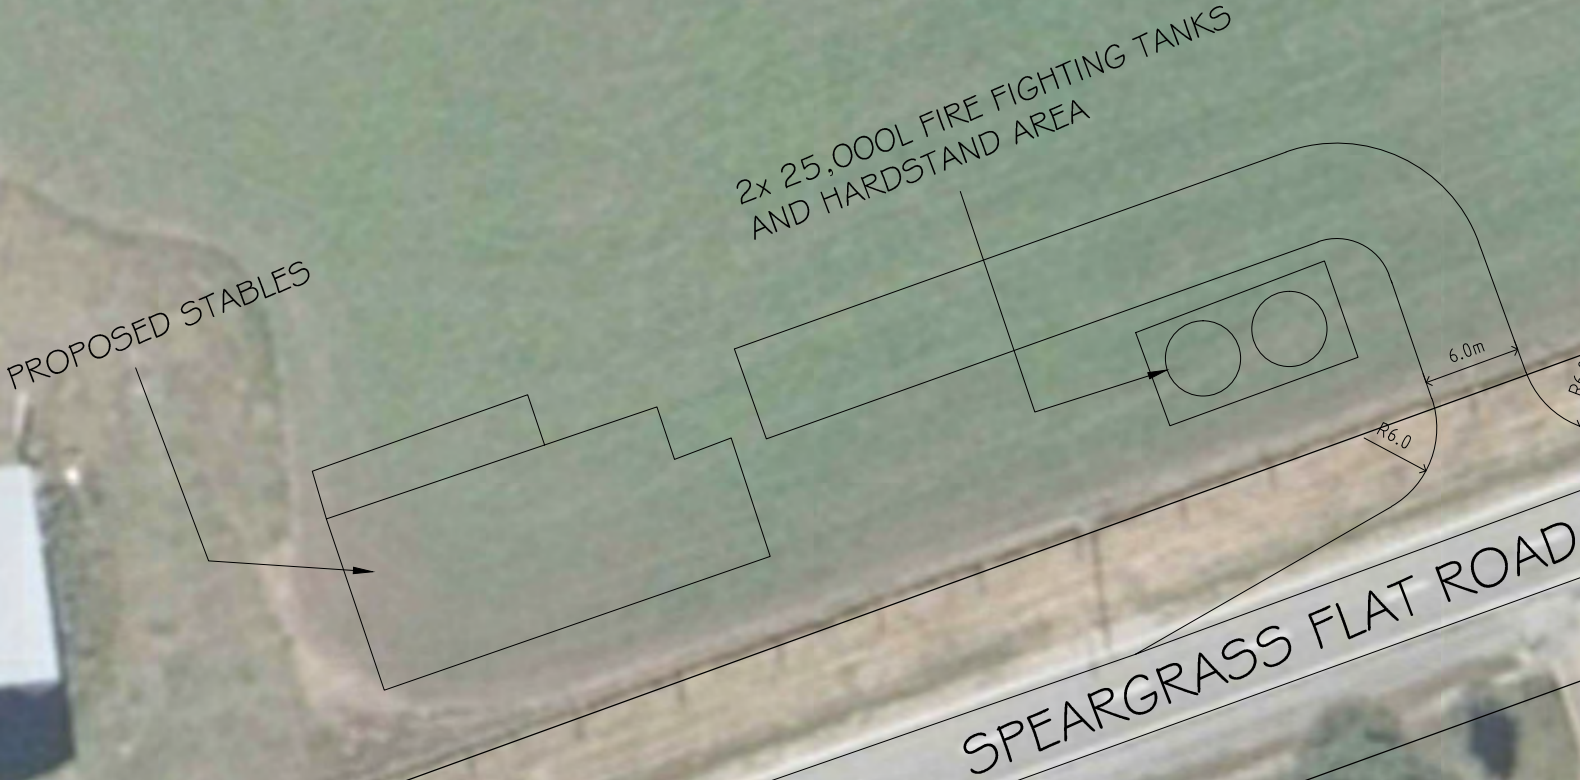 2x 25,000L FIRE FIGHTING TANKS
AND HARDSTAND AREA
PROPOSED STABLES
6.0m
R6.0
SPEARGRASS FLAT ROAD